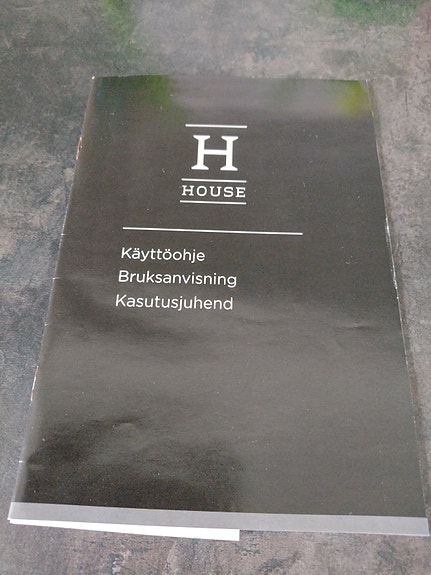 H
HOUSE
Käyttöohje
Bruksanvisning
Kasutusjuhend